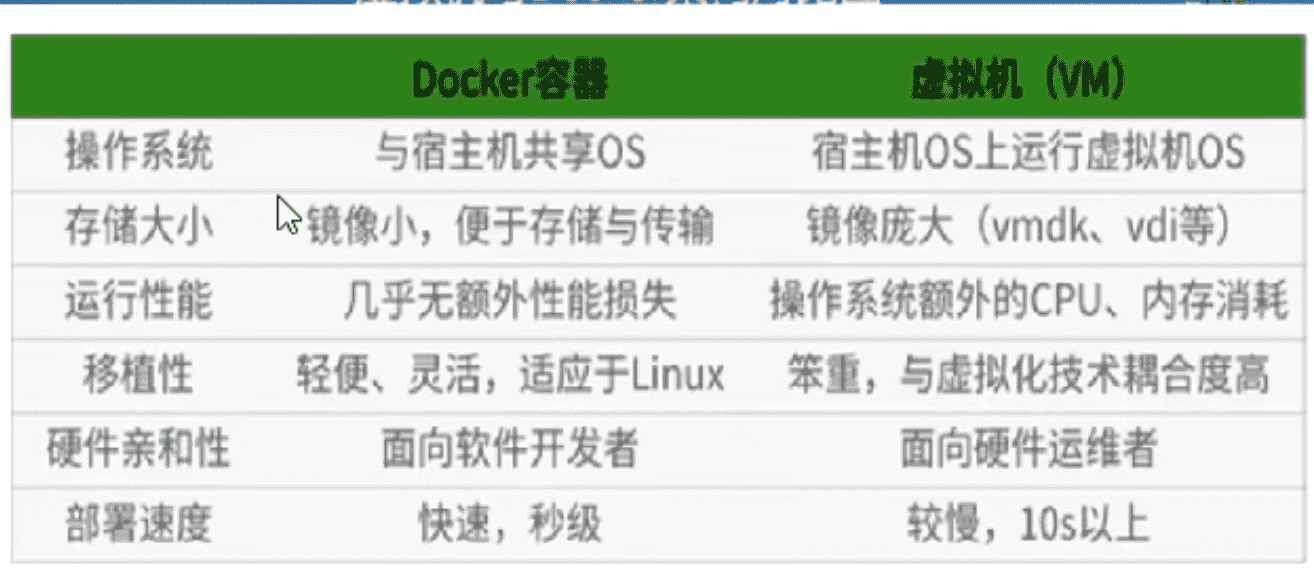 Docker容器 虚拟机（VM）
操作系统 与宿主机共享OS 宿主机OS上运行虚拟机OS
存储大小 镜像小，便于存储与传输 镜像庞大（vmdk、vdi等）
运行性能 几乎无额外性能损失 操作系统额外的CPU、内存消耗
移植性 轻便、灵活，适应于Linux 笨重，与虚拟化技术耦合度高
硬件亲和性 面向软件开发者 面向硬件运维者
部署速度 快速，秒级 较慢，10s以上